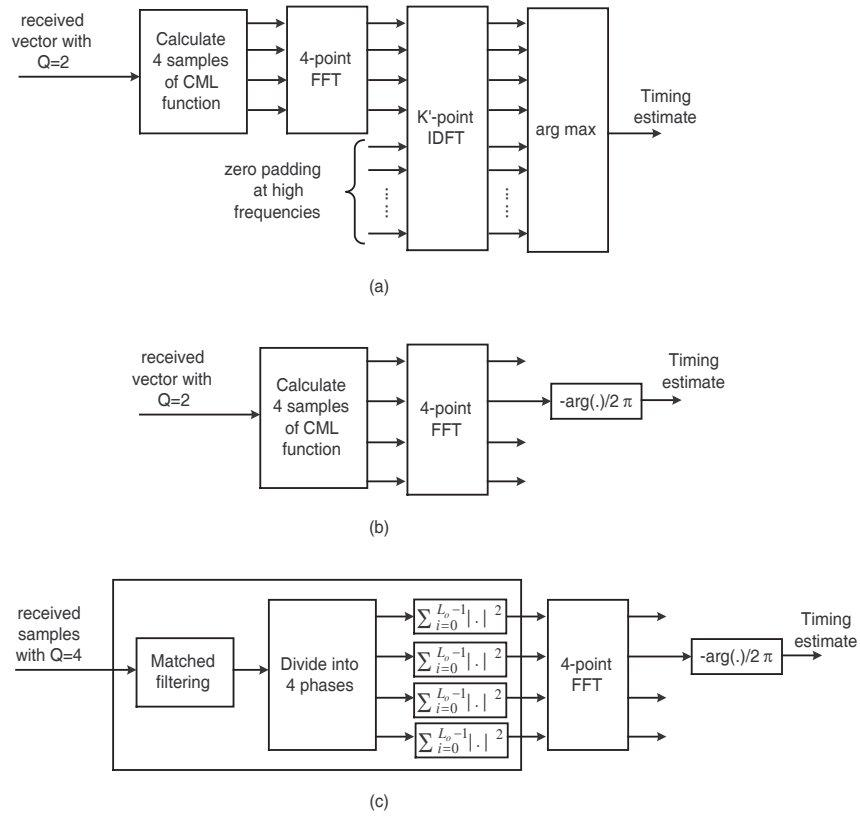 received
vector with
Q=2
Calculate
4 samples
of CML
function
4-point
FFT
zero padding
at high
frequencies
K'-point
IDFT
arg max
Timing
estimate
(a)
received
vector with
Q=2
Calculate
4 samples
of CML
function
4-point
FFT
-arg(.)/2 π
Timing
estimate
(b)
received
samples
with Q=4
Matched
filtering
Divide into
4 phases
∑_{i=0}^{L_o-1} | . | ^2
∑_{i=0}^{L_o-1} | . | ^2
∑_{i=0}^{L_o-1} | . | ^2
∑_{i=0}^{L_o-1} | . | ^2
4-point
FFT
-arg(.)/2 π
Timing
estimate
(c)